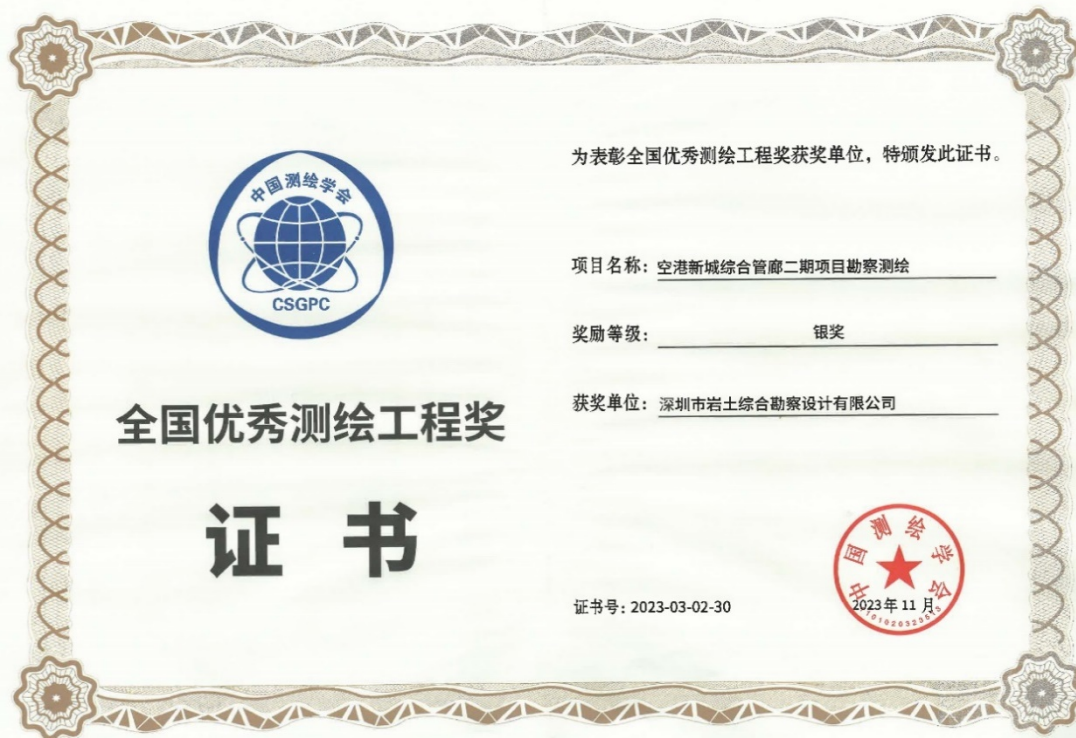 中国测绘学会
CSGPC
全国优秀测绘工程奖
证书
为表彰全国优秀测绘工程奖获奖单位，特颁发此证书。
项目名称：空港新城综合管廊二期项目勘察测绘
奖励等级：银奖
获奖单位：深圳市岩土综合勘察设计有限公司
证书号：2023-03-02-30
中国测绘学会
2023年11月